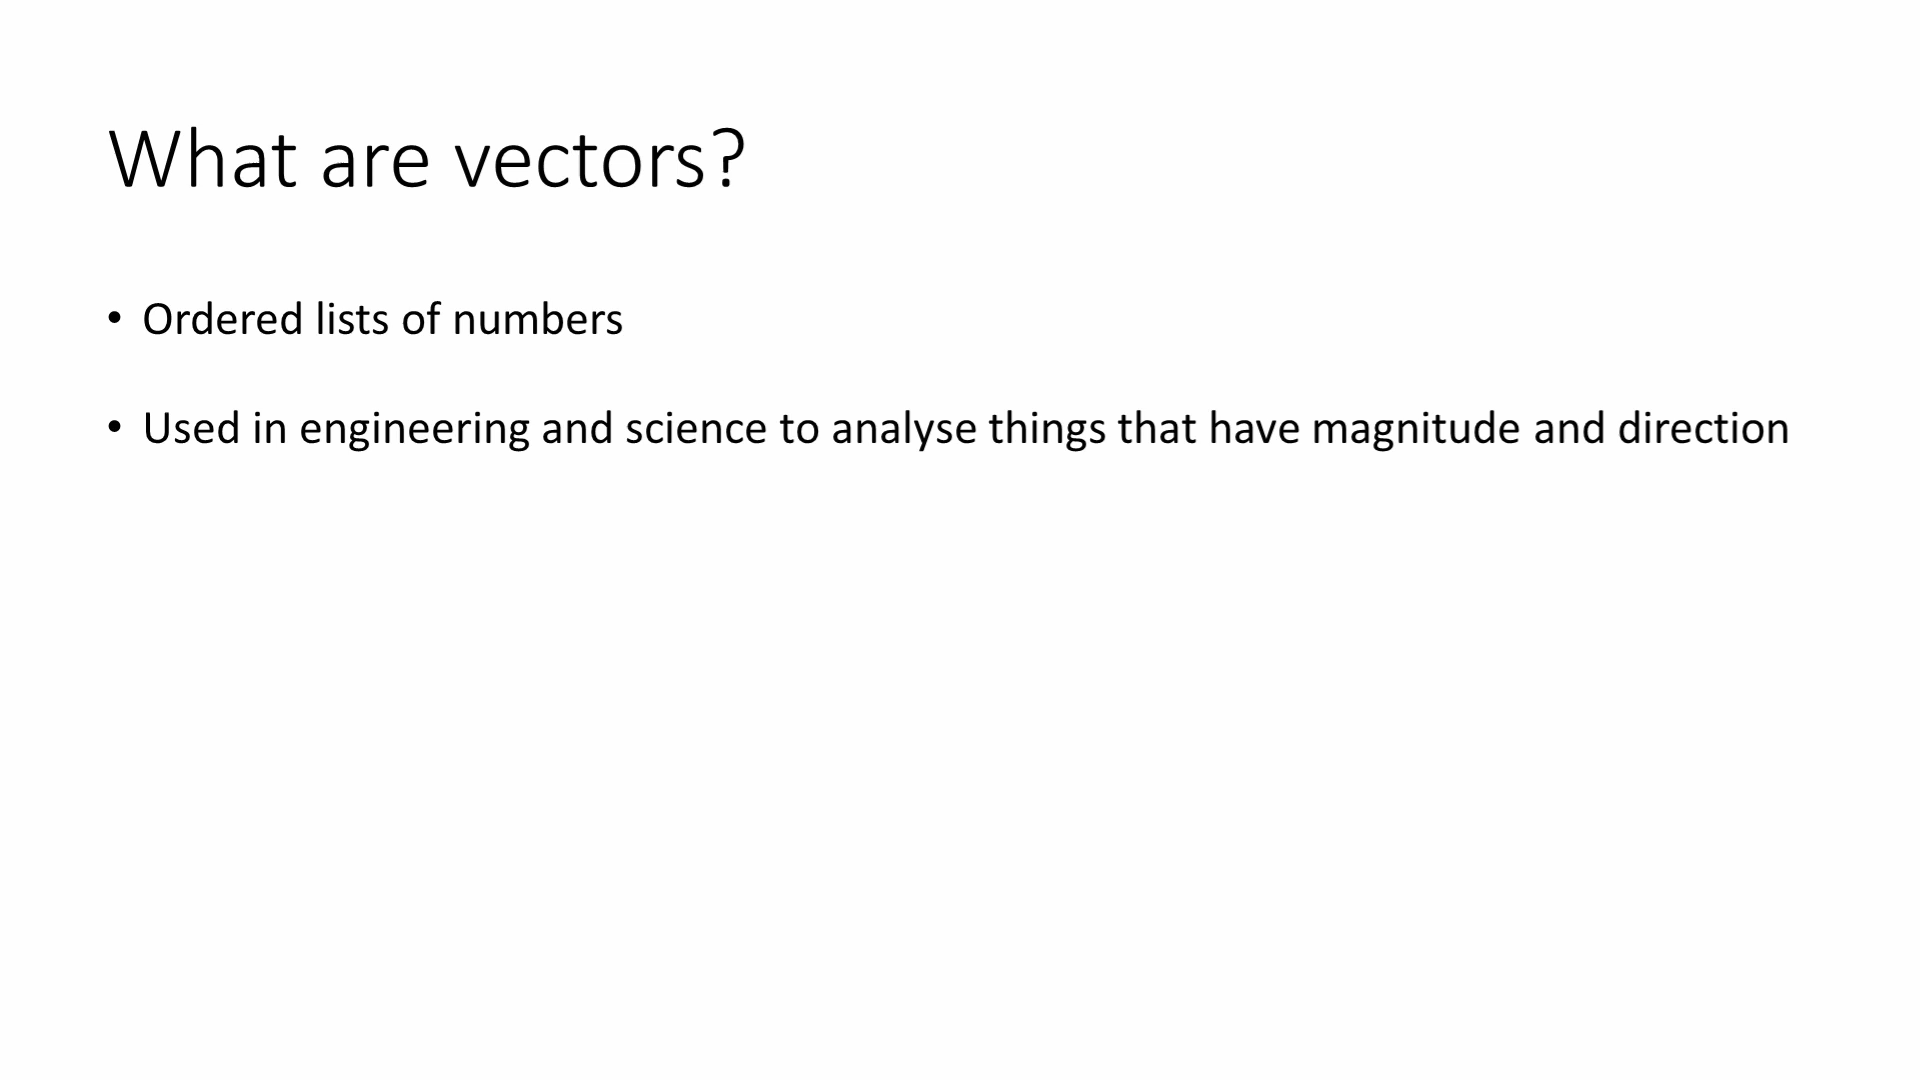 What are vectors?
• Ordered lists of numbers
• Used in engineering and science to analyse things that have magnitude and direction